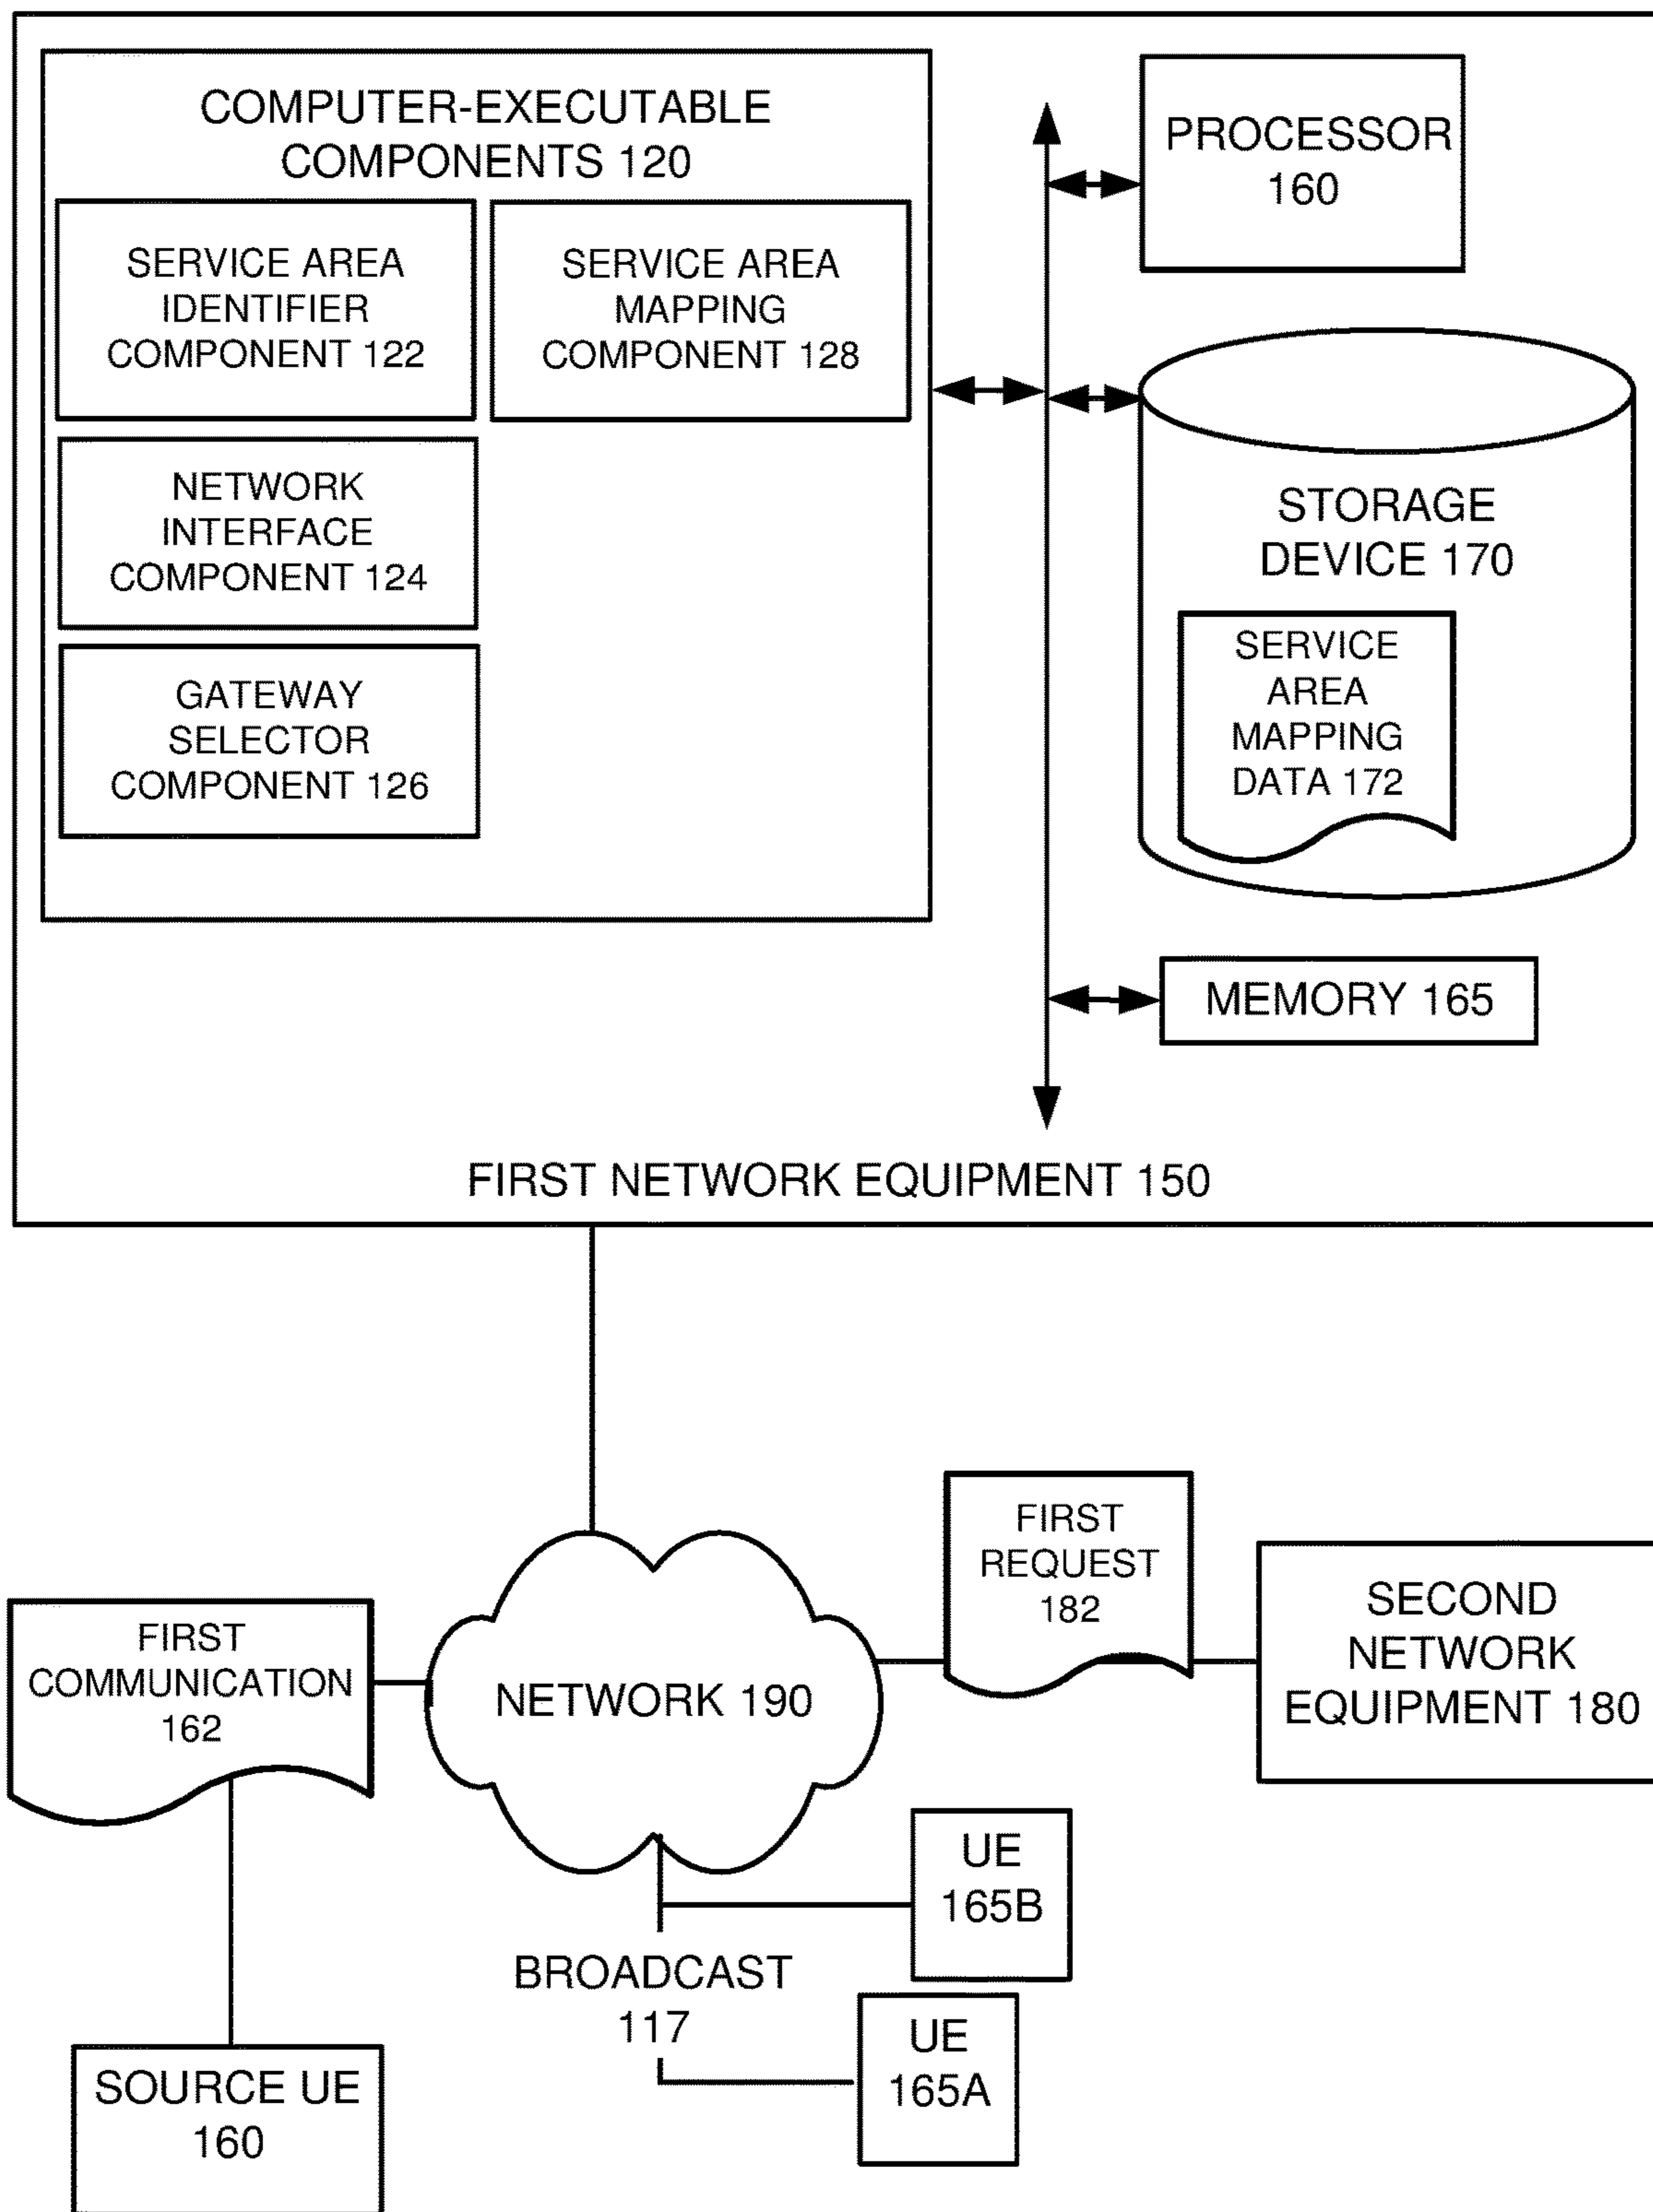 COMPUTER-EXECUTABLE
COMPONENTS 120
SERVICE AREA
IDENTIFIER
COMPONENT 122
SERVICE AREA
MAPPING
COMPONENT 128
NETWORK
INTERFACE
COMPONENT 124
GATEWAY
SELECTOR
COMPONENT 126
PROCESSOR
160
STORAGE
DEVICE 170
SERVICE
AREA
MAPPING
DATA 172
MEMORY 165
FIRST NETWORK EQUIPMENT 150
FIRST
COMMUNICATION
162
NETWORK 190
FIRST
REQUEST
182
SECOND
NETWORK
EQUIPMENT 180
UE
165B
BROADCAST
117
UE
165A
SOURCE UE
160